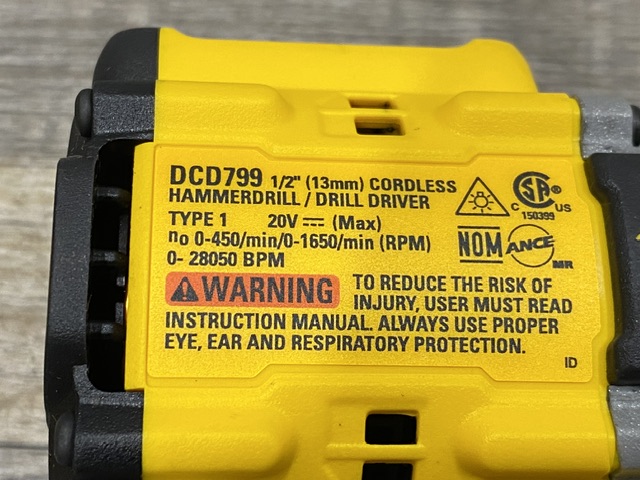 DCD799 1/2" (13mm) CORDLESS
HAMMERDRILL / DRILL DRIVER
TYPE 1 20V ⎓ (Max)
no 0-450/min/0-1650/min (RPM)
0- 28050 BPM
C SA ® US
150399
NOM ANCE MR
⚠WARNING TO REDUCE THE RISK OF
INJURY, USER MUST READ
INSTRUCTION MANUAL. ALWAYS USE PROPER
EYE, EAR AND RESPIRATORY PROTECTION.
ID